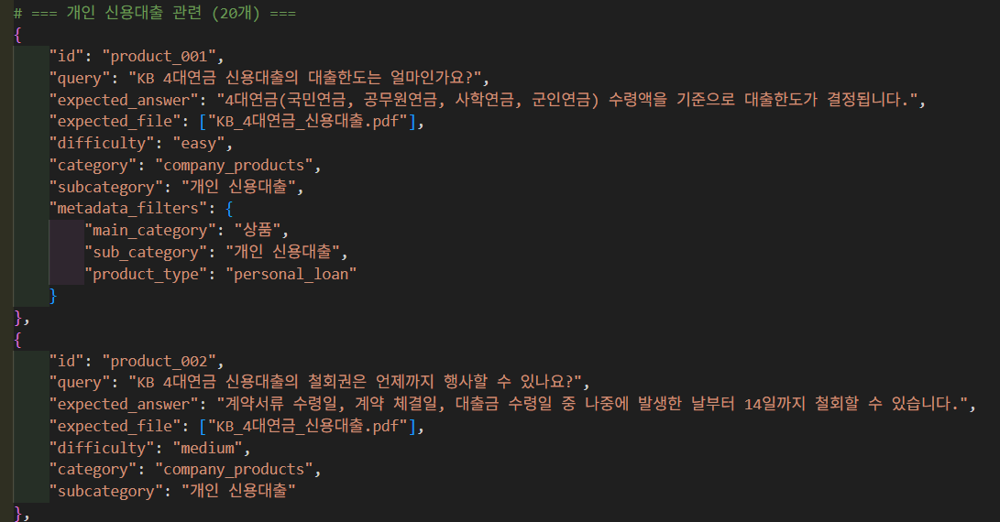 # === 개인 신용대출 관련 (20개) ===
{
"id": "product_001",
"query": "KB 4대연금 신용대출의 대출한도는 얼마인가요?",
"expected_answer": "4대연금(국민연금, 공무원연금, 사학연금, 군인연금) 수령액을 기준으로 대출한도가 결정됩니다.",
"expected_file": ["KB_4대연금_신용대출.pdf"],
"difficulty": "easy",
"category": "company_products",
"subcategory": "개인 신용대출",
"metadata_filters": {
"main_category": "상품",
"sub_category": "개인 신용대출",
"product_type": "personal_loan"
}
},
{
"id": "product_002",
"query": "KB 4대연금 신용대출의 철회권은 언제까지 행사할 수 있나요?",
"expected_answer": "계약서류 수령일, 계약 체결일, 대출금 수령일 중 나중에 발생한 날부터 14일까지 철회할 수 있습니다.",
"expected_file": ["KB_4대연금_신용대출.pdf"],
"difficulty": "medium",
"category": "company_products",
"subcategory": "개인 신용대출"
},